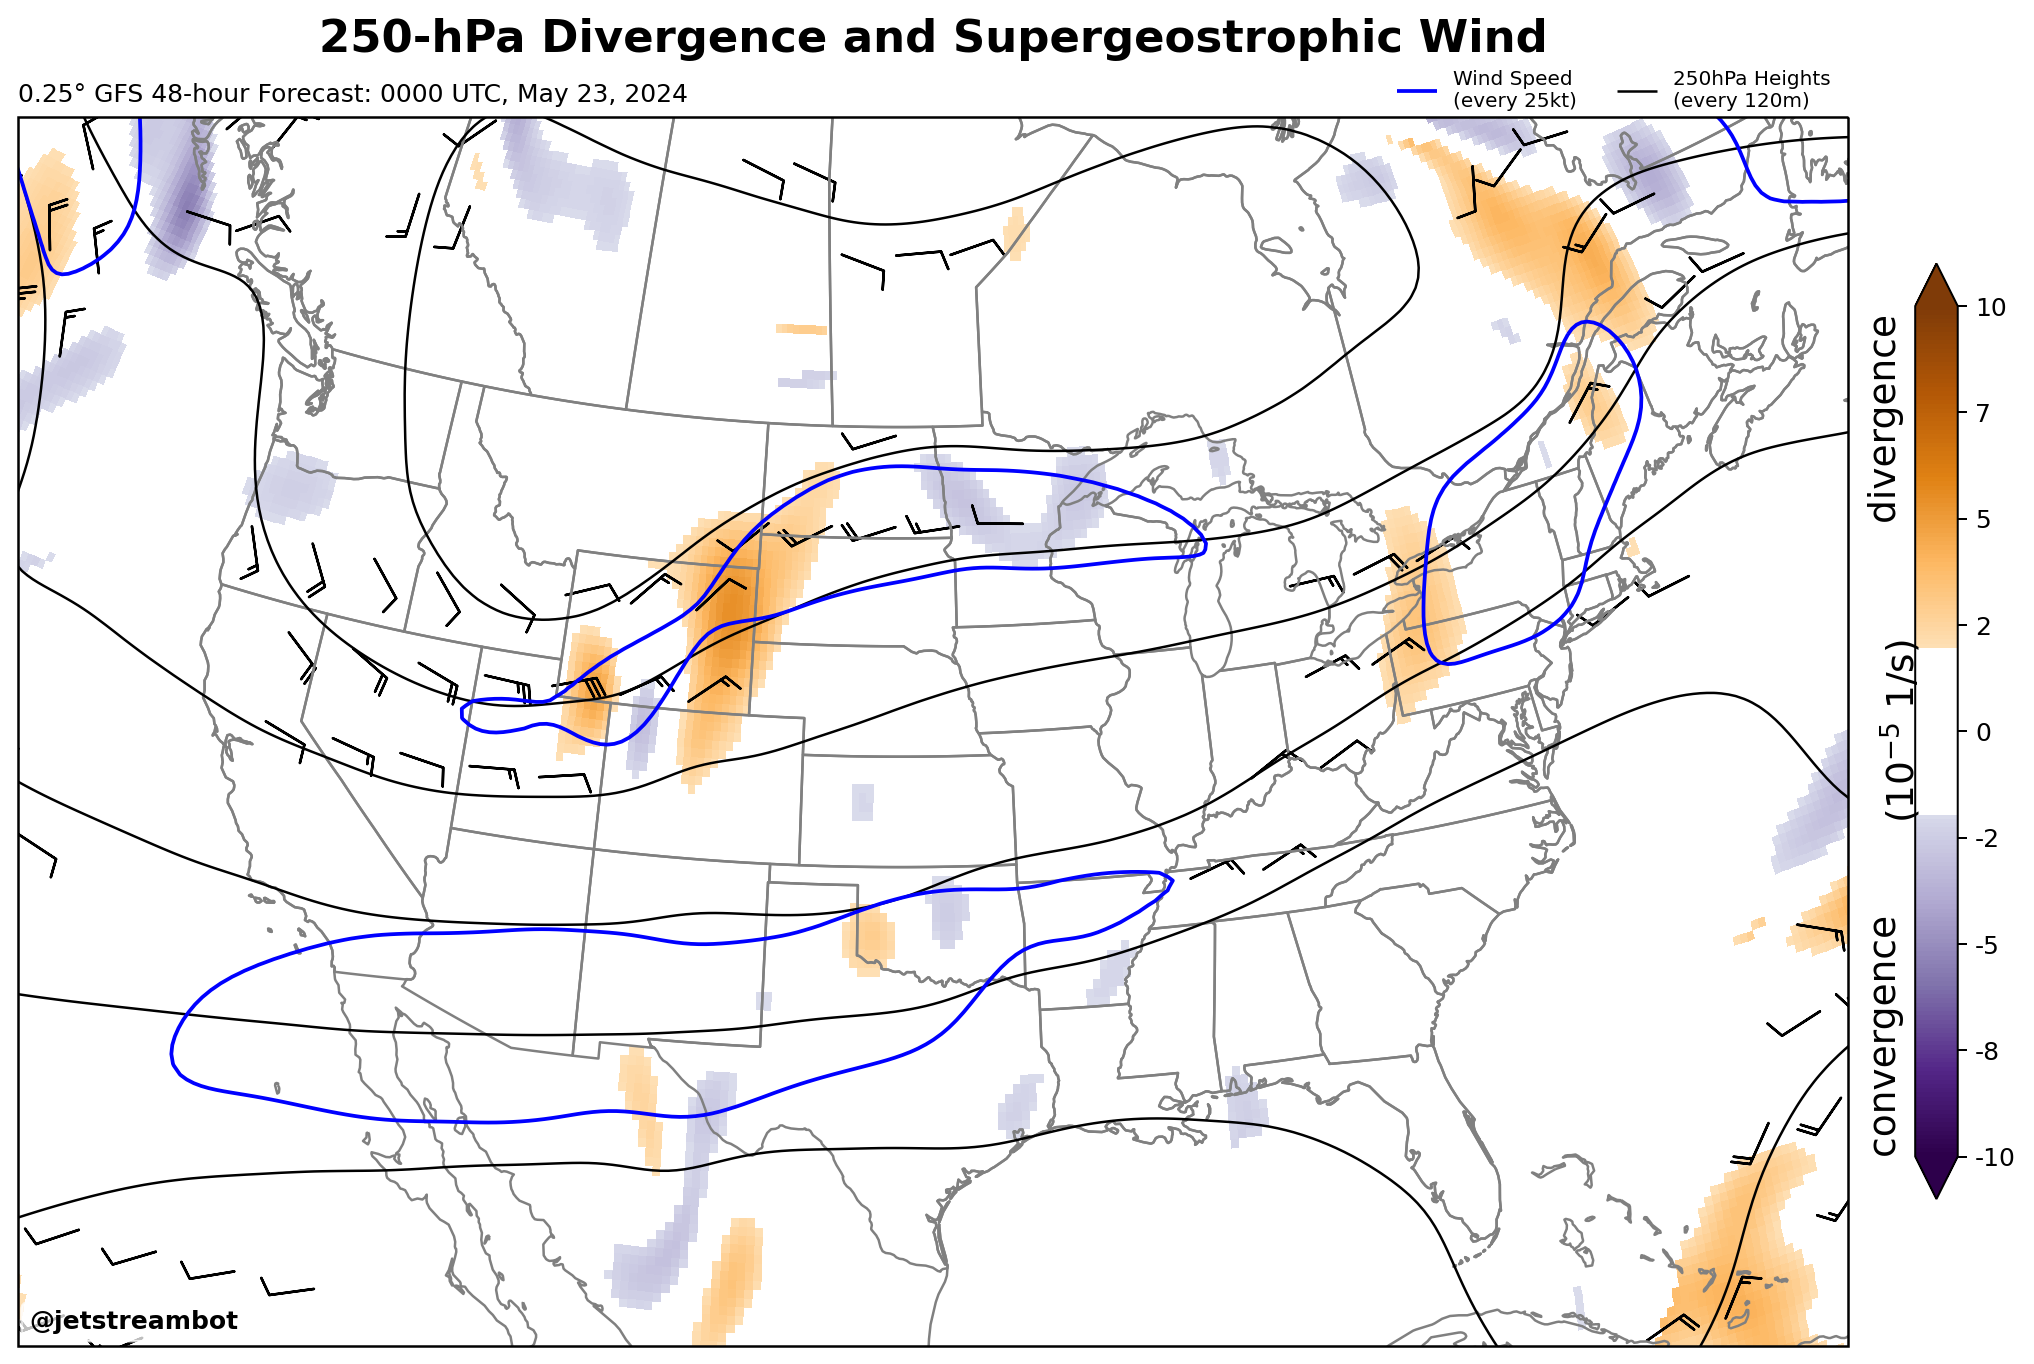 250-hPa Divergence and Supergeostrophic Wind
0.25° GFS 48-hour Forecast: 0000 UTC, May 23, 2024
Wind Speed
(every 25kt)
250hPa Heights
(every 120m)
10
7
5
2
0
-2
-5
-8
-10
convergence
(10⁻⁵ 1/s)
divergence
@jetstreambot